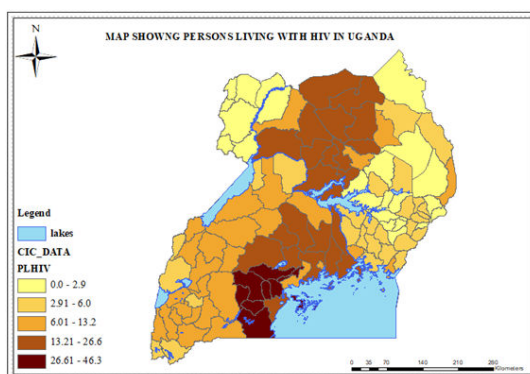 MAP SHOWNG PERSONS LIVING WITH HIV IN UGANDA
N
Legend
lakes
CIC_DATA
PLHIV
0.0 - 2.9
2.91 - 6.0
6.01 - 13.2
13.21 - 26.6
26.61 - 46.3
0 35 70 140 210 280
Kilometers